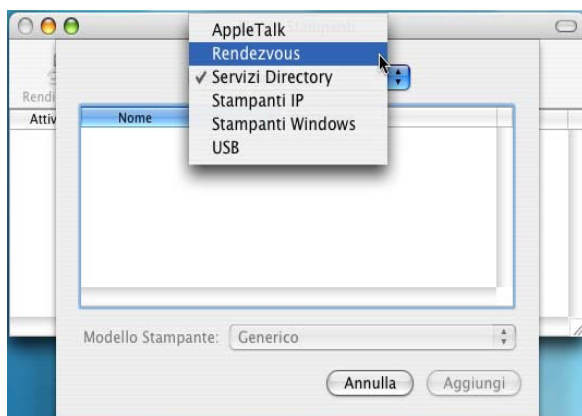 AppleTalk
Rendezvous
Servizi Directory
Stampanti IP
Stampanti Windows
USB
Rendi
Attiv
Nome
Modello Stampante: Generico
Annulla Aggiungi